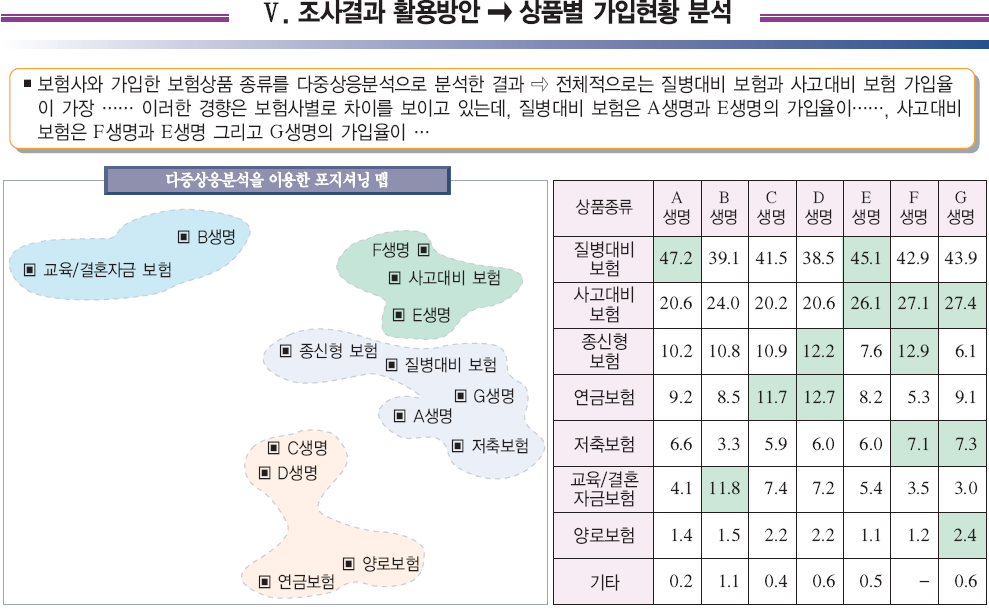 Ⅴ. 조사결과 활용방안 ➞ 상품별 가입현황 분석
■ 보험사와 가입한 보험상품 종류를 다중상응분석으로 분석한 결과 ⇨ 전체적으로는 질병대비 보험과 사고대비 보험 가입율
이 가장 …… 이러한 경향은 보험사별로 차이를 보이고 있는데, 질병대비 보험은 A생명과 E생명의 가입율이……, 사고대비
보험은 F생명과 E생명 그리고 G생명의 가입율이 …
다중상응분석을 이용한 포지셔닝 맵
B생명
교육/결혼자금 보험
F생명
사고대비 보험
E생명
종신형 보험
질병대비 보험
G생명
A생명
저축보험
C생명
D생명
양로보험
연금보험
상품종류 A생명 B생명 C생명 D생명 E생명 F생명 G생명
질병대비 보험 47.2 39.1 41.5 38.5 45.1 42.9 43.9
사고대비 보험 20.6 24.0 20.2 20.6 26.1 27.1 27.4
종신형 보험 10.2 10.8 10.9 12.2 7.6 12.9 6.1
연금보험 9.2 8.5 11.7 12.7 8.2 5.3 9.1
저축보험 6.6 3.3 5.9 6.0 6.0 7.1 7.3
교육/결혼 자금보험 4.1 11.8 7.4 7.2 5.4 3.5 3.0
양로보험 1.4 1.5 2.2 2.2 1.1 1.2 2.4
기타 0.2 1.1 0.4 0.6 0.5 – 0.6